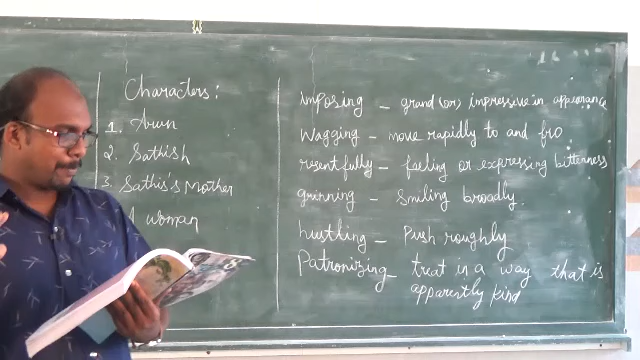 Characters:
1. Arun
2. Sathish
3. Sathis's Mother
A woman
Imposing - grand (or) impressive in appearance
Wagging - move rapidly to and fro
resentfully - feeling or expressing bitterness
grinning - Smiling broadly.
hustling - Push roughly
Patronizing - treat in a way that is
apparently kind